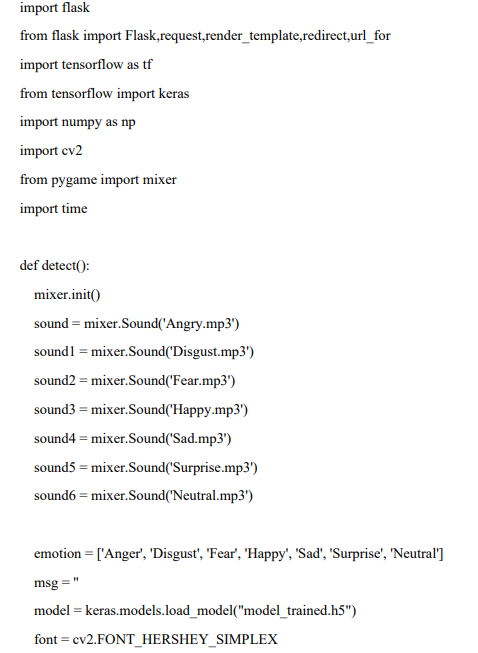 import flask
from flask import Flask,request,render_template,redirect,url_for
import tensorflow as tf
from tensorflow import keras
import numpy as np
import cv2
from pygame import mixer
import time
def detect():
mixer.init()
sound = mixer.Sound('Angry.mp3')
sound1 = mixer.Sound('Disgust.mp3')
sound2 = mixer.Sound('Fear.mp3')
sound3 = mixer.Sound('Happy.mp3')
sound4 = mixer.Sound('Sad.mp3')
sound5 = mixer.Sound('Surprise.mp3')
sound6 = mixer.Sound('Neutral.mp3')
emotion = ['Anger', 'Disgust', 'Fear', 'Happy', 'Sad', 'Surprise', 'Neutral']
msg = ''
model = keras.models.load_model("model_trained.h5")
font = cv2.FONT_HERSHEY_SIMPLEX